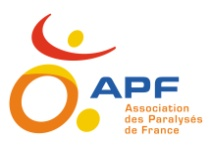 APF
Association
des Paralysés
de France